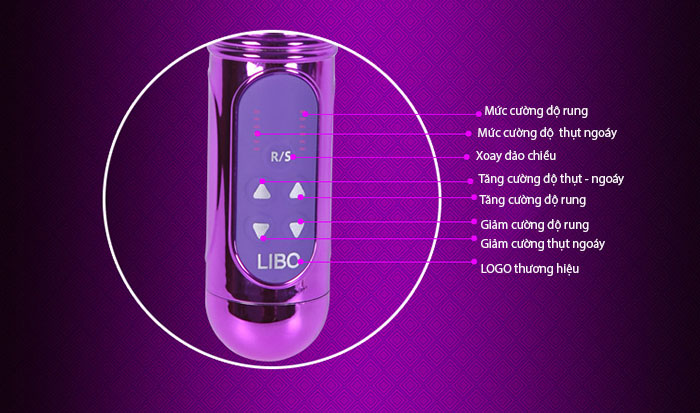 Mức cường độ rung
Mức cường độ thụt ngoáy
Xoay đảo chiều
R/S
Tăng cường độ thụt - ngoáy
Tăng cường độ rung
Giảm cường độ rung
Giảm cường thụt ngoáy
LIBO
LOGO thương hiệu